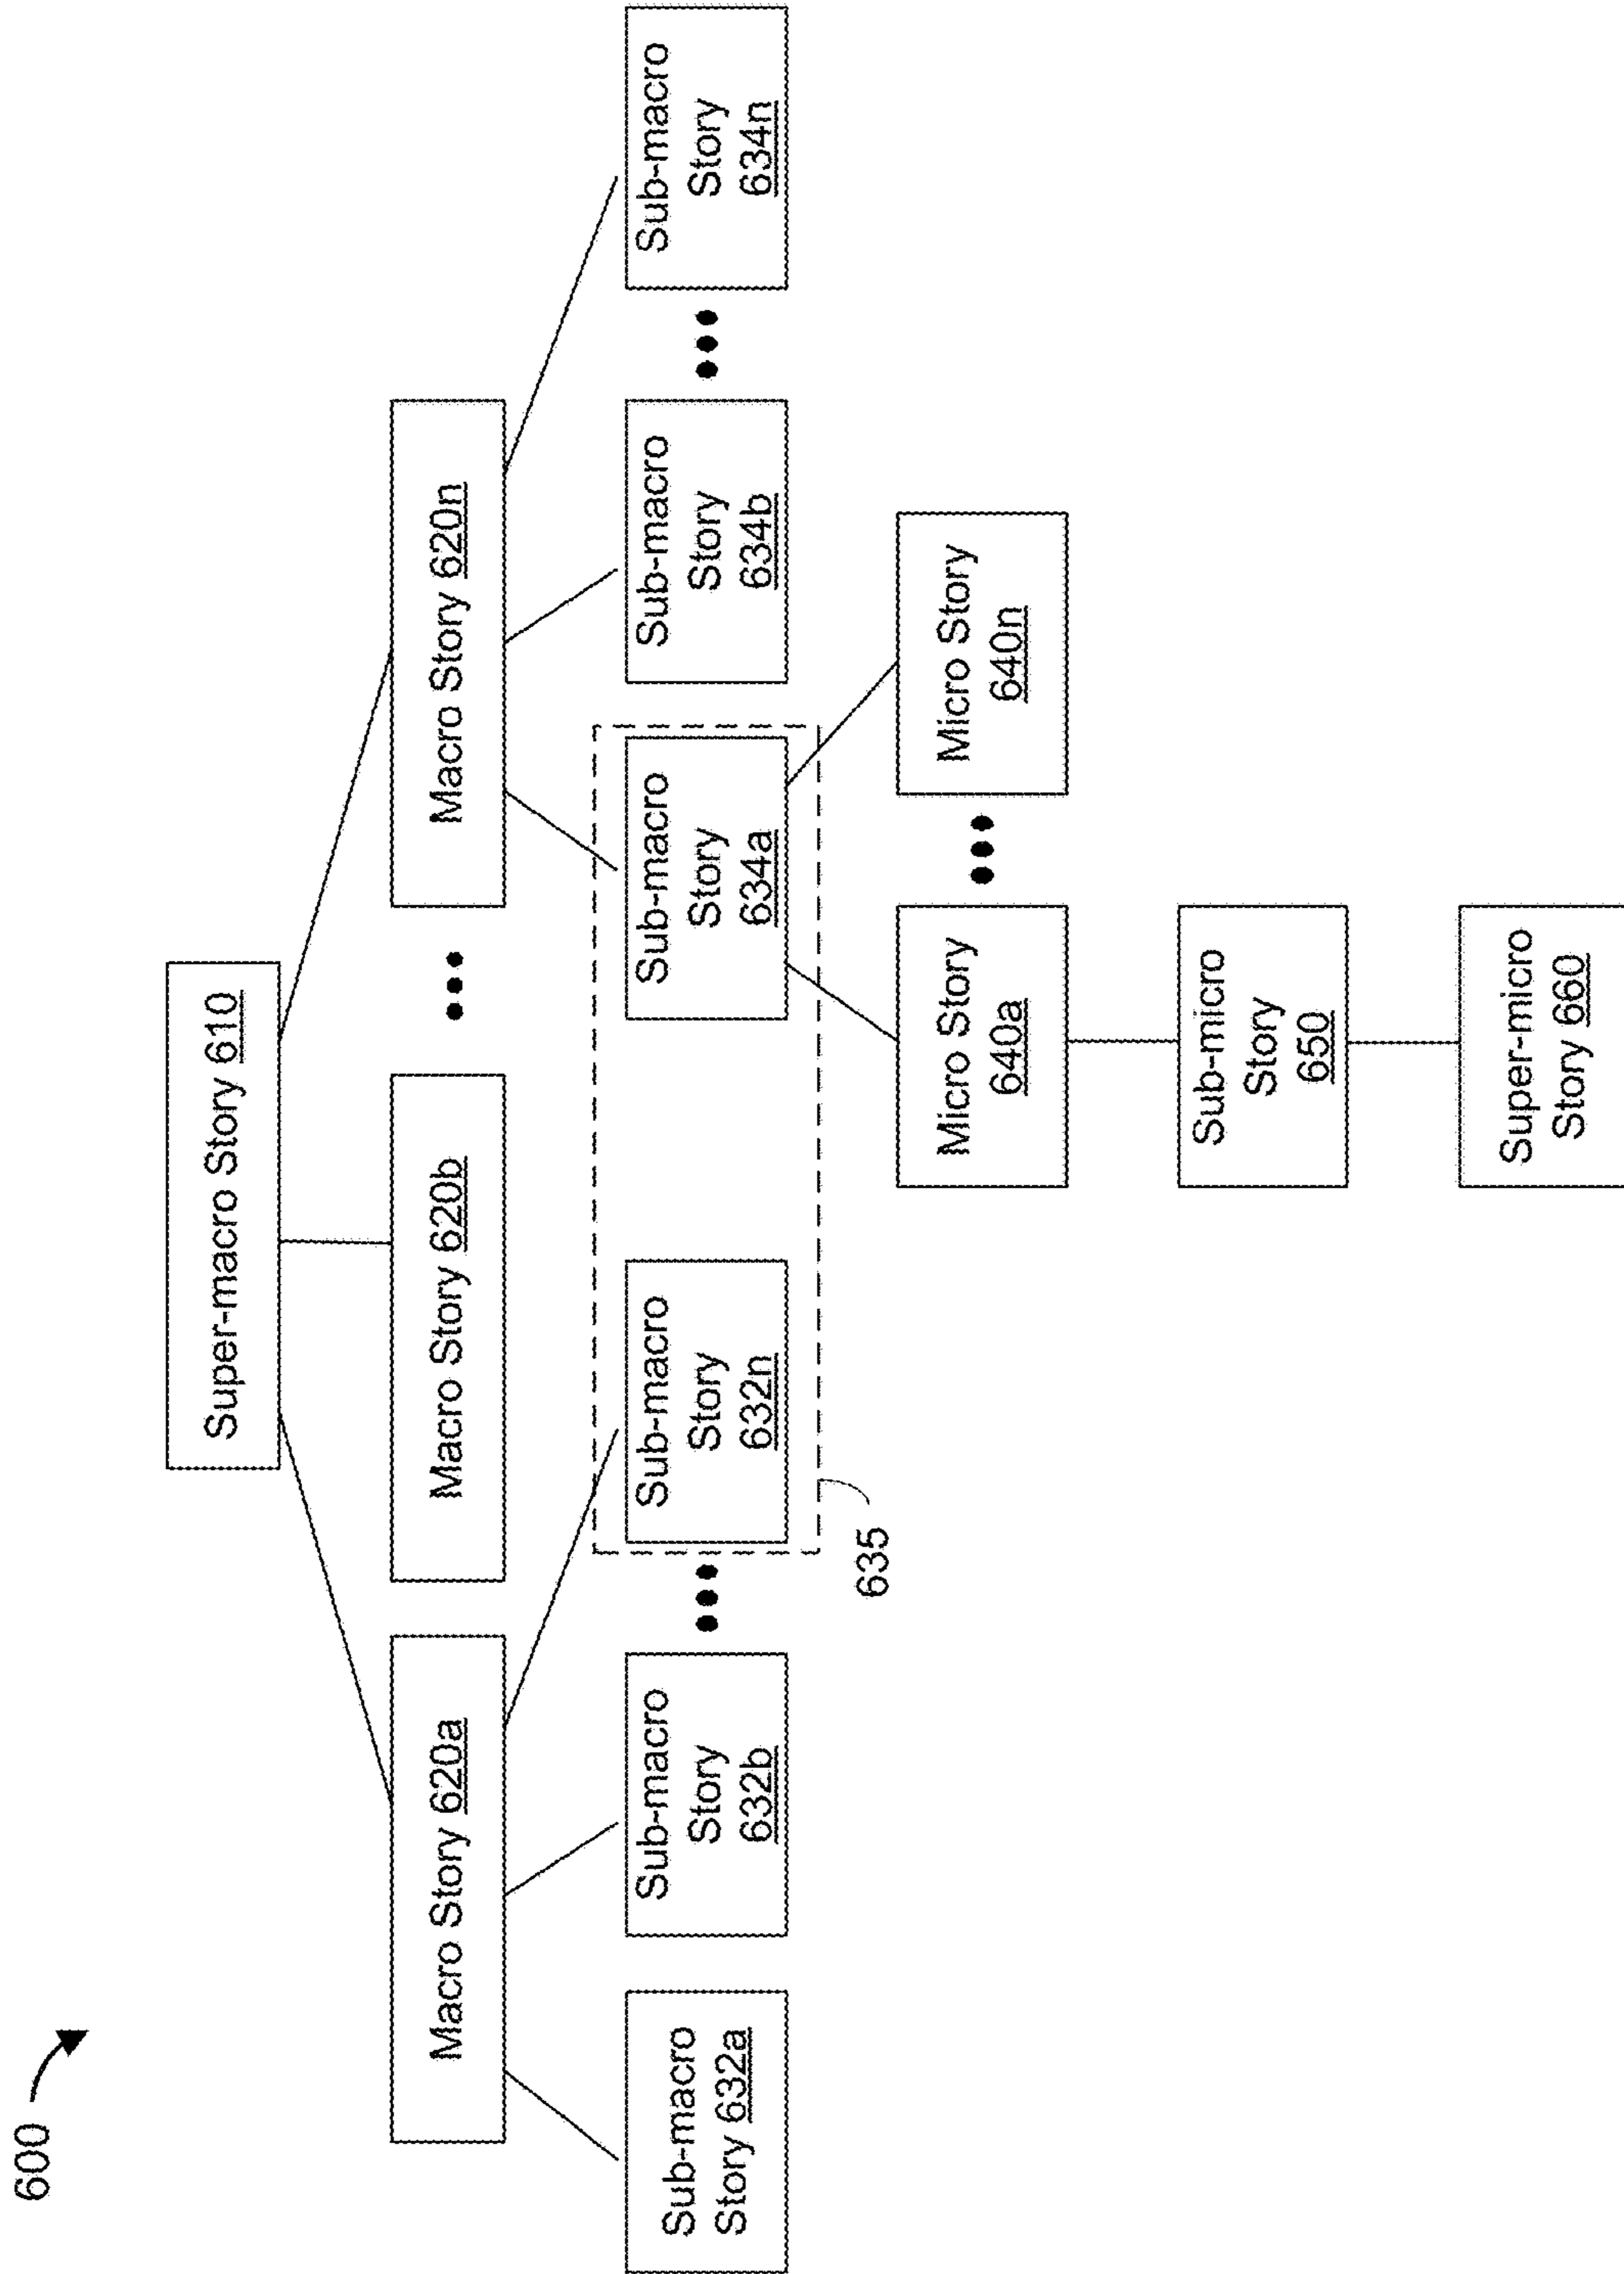 600
Super-macro Story 610
Macro Story 620a
Macro Story 620b
Macro Story 620n
Sub-macro
Story 632a
Sub-macro
Story
632b
Sub-macro
Story
632n
Sub-macro
Story
634a
Sub-macro
Story
634b
Sub-macro
Story
634n
635
Micro Story
640a
Micro Story
640n
Sub-micro
Story
650
Super-micro
Story 660